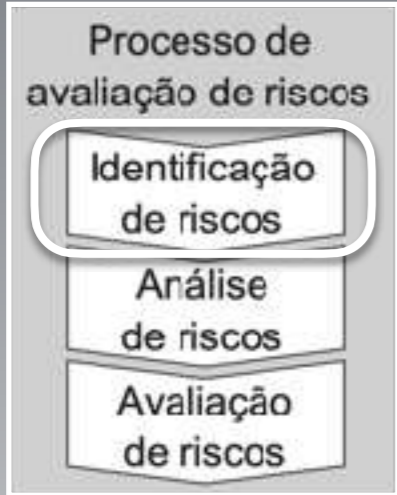 Processo de
avaliação de riscos
Identificação
de riscos
Análise
de riscos
Avaliação
de riscos